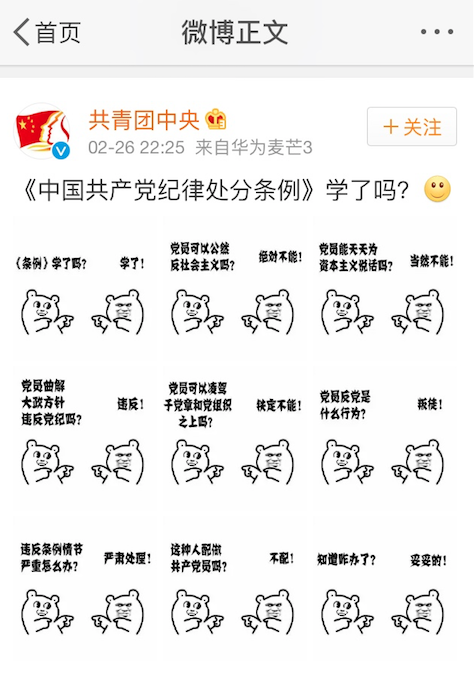 首页
微博正文
共青团中央
+关注
02-26 22:25 来自华为麦芒3
《中国共产党纪律处分条例》学了吗?
《条例》学了吗?
学了!
党员可以公然
反社会主义吗?
绝对不能!
党员能天天为
资本主义说话吗?
当然不能!
党员曲解
大政方针
违反党纪吗?
违反!
党员可以凌驾
于党章和党组织
之上吗?
铁定不能!
党员反党是
什么行为?
叛徒!
违反条例情节
严重怎么办?
严肃处理!
这种人配做
共产党员吗?
不配!
知道咋办了?
妥妥的!